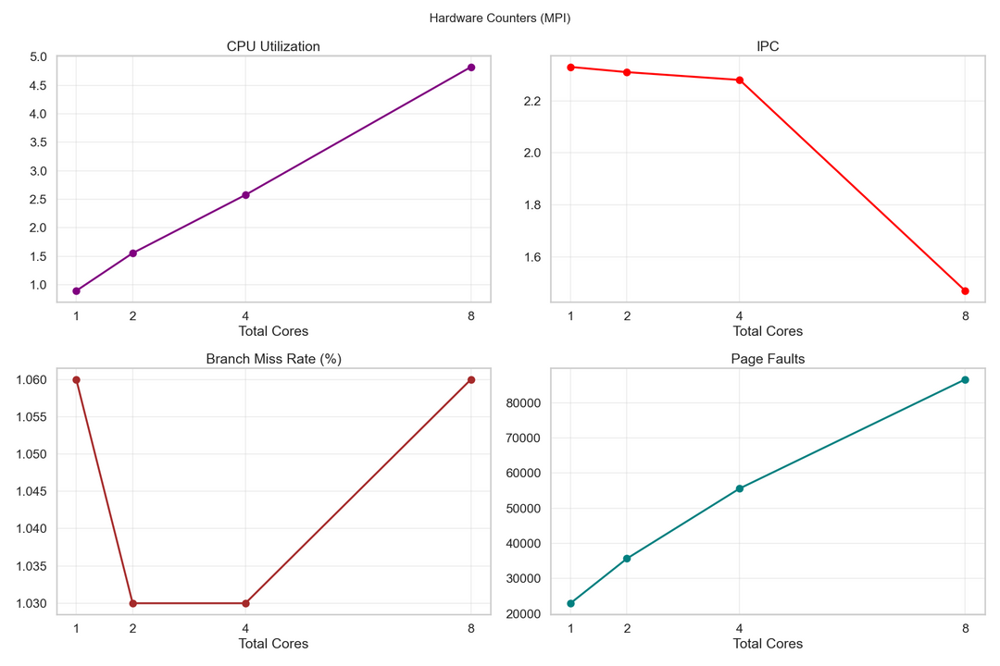 Hardware Counters (MPI)
CPU Utilization
5.0
4.5
4.0
3.5
3.0
2.5
2.0
1.5
1.0
1 2 4 8
Total Cores
IPC
2.2
2.0
1.8
1.6
1 2 4 8
Total Cores
Branch Miss Rate (%)
1.060
1.055
1.050
1.045
1.040
1.035
1.030
1 2 4 8
Total Cores
Page Faults
80000
70000
60000
50000
40000
30000
20000
1 2 4 8
Total Cores